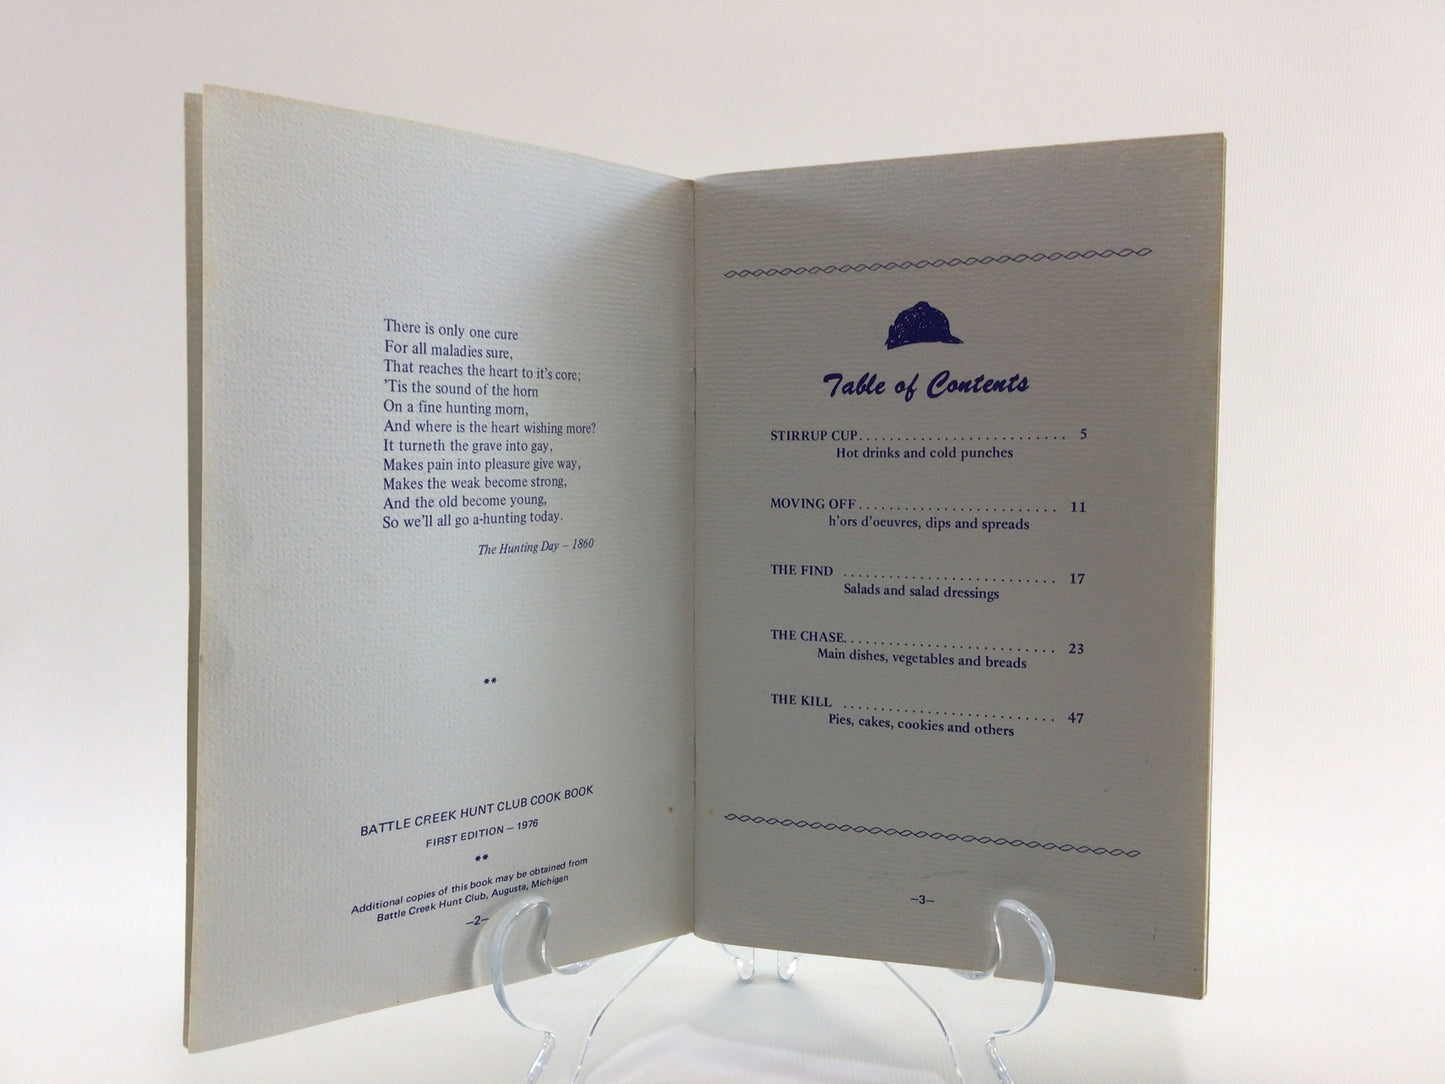 There is only one cure
For all maladies sure,
That reaches the heart to it's core;
'Tis the sound of the horn
On a fine hunting morn,
And where is the heart wishing more?
It turneth the grave into gay,
Makes pain into pleasure give way,
Makes the weak become strong,
And the old become young,
So we'll all go a-hunting today.
The Hunting Day – 1860
**
BATTLE CREEK HUNT CLUB COOK BOOK
FIRST EDITION – 1976
**
Additional copies of this book may be obtained from
Battle Creek Hunt Club, Augusta, Michigan
–2–
Table of Contents
STIRRUP CUP. . . . . . . . . . . . . . . . . . . . . . . . . . . 5
Hot drinks and cold punches
MOVING OFF. . . . . . . . . . . . . . . . . . . . . . . . . . 11
h'ors d'oeuvres, dips and spreads
THE FIND . . . . . . . . . . . . . . . . . . . . . . . . . . . . 17
Salads and salad dressings
THE CHASE. . . . . . . . . . . . . . . . . . . . . . . . . . . 23
Main dishes, vegetables and breads
THE KILL . . . . . . . . . . . . . . . . . . . . . . . . . . . . 47
Pies, cakes, cookies and others
–3–